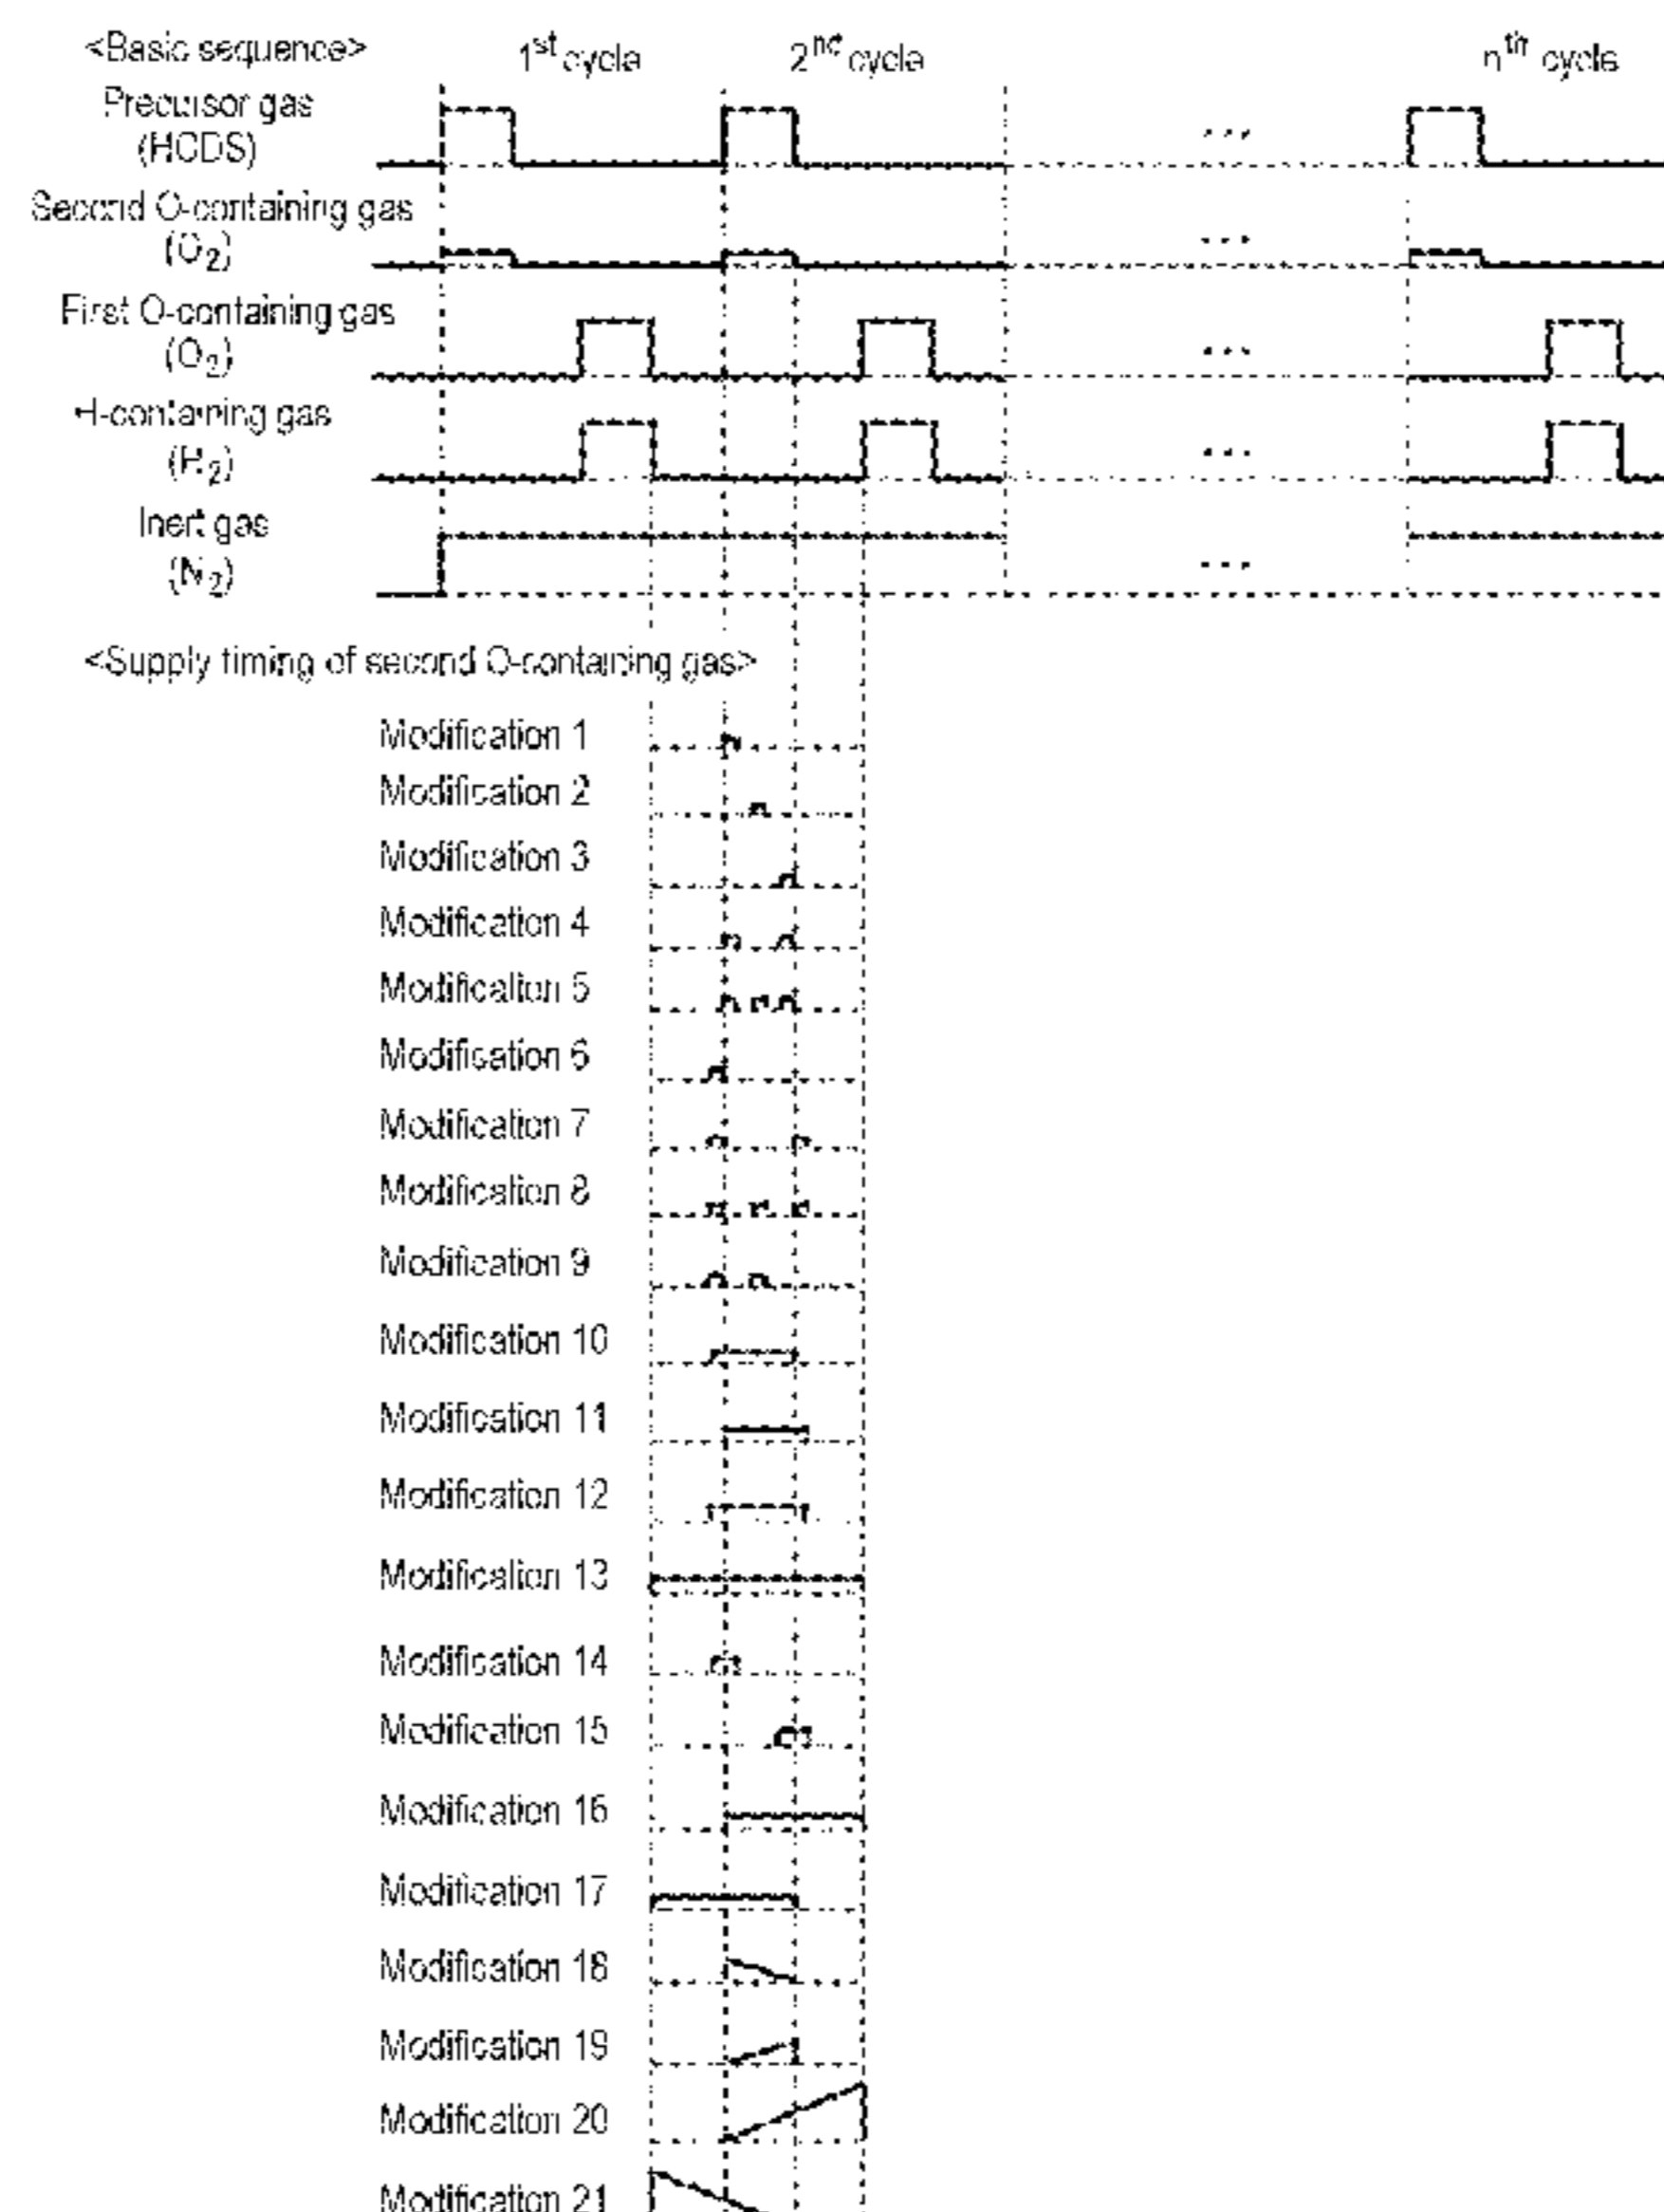 <Basic sequence>
1st cycle 2nd cycle nth cycle
Precursor gas
(HCDS)
...
Second O-containing gas
(O2)
...
First O-containing gas
(O2)
...
H-containing gas
(H2)
...
Inert gas
(N2)
...
<Supply timing of second O-containing gas>
Modification 1
Modification 2
Modification 3
Modification 4
Modification 5
Modification 6
Modification 7
Modification 8
Modification 9
Modification 10
Modification 11
Modification 12
Modification 13
Modification 14
Modification 15
Modification 16
Modification 17
Modification 18
Modification 19
Modification 20
Modification 21